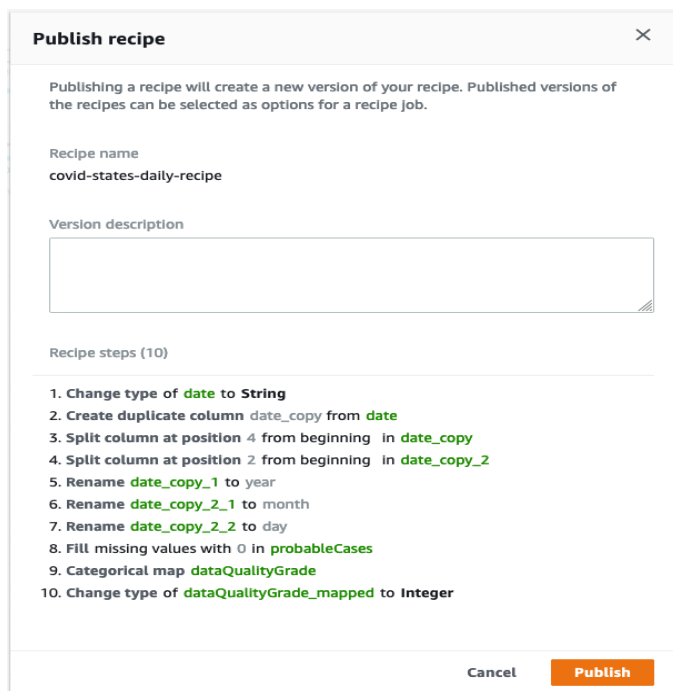 Publish recipe
Publishing a recipe will create a new version of your recipe. Published versions of
the recipes can be selected as options for a recipe job.
Recipe name
covid-states-daily-recipe
Version description
Recipe steps (10)
1. Change type of date to String
2. Create duplicate column date_copy from date
3. Split column at position 4 from beginning in date_copy
4. Split column at position 2 from beginning in date_copy_2
5. Rename date_copy_1 to year
6. Rename date_copy_2_1 to month
7. Rename date_copy_2_2 to day
8. Fill missing values with 0 in probableCases
9. Categorical map dataQualityGrade
10. Change type of dataQualityGrade_mapped to Integer
Cancel Publish